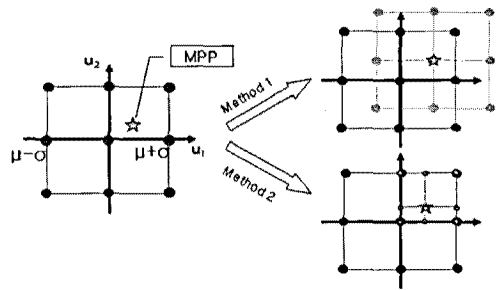 MPP
u₂
Method 1
μ-σ
μ+σ
u₁
Method 2